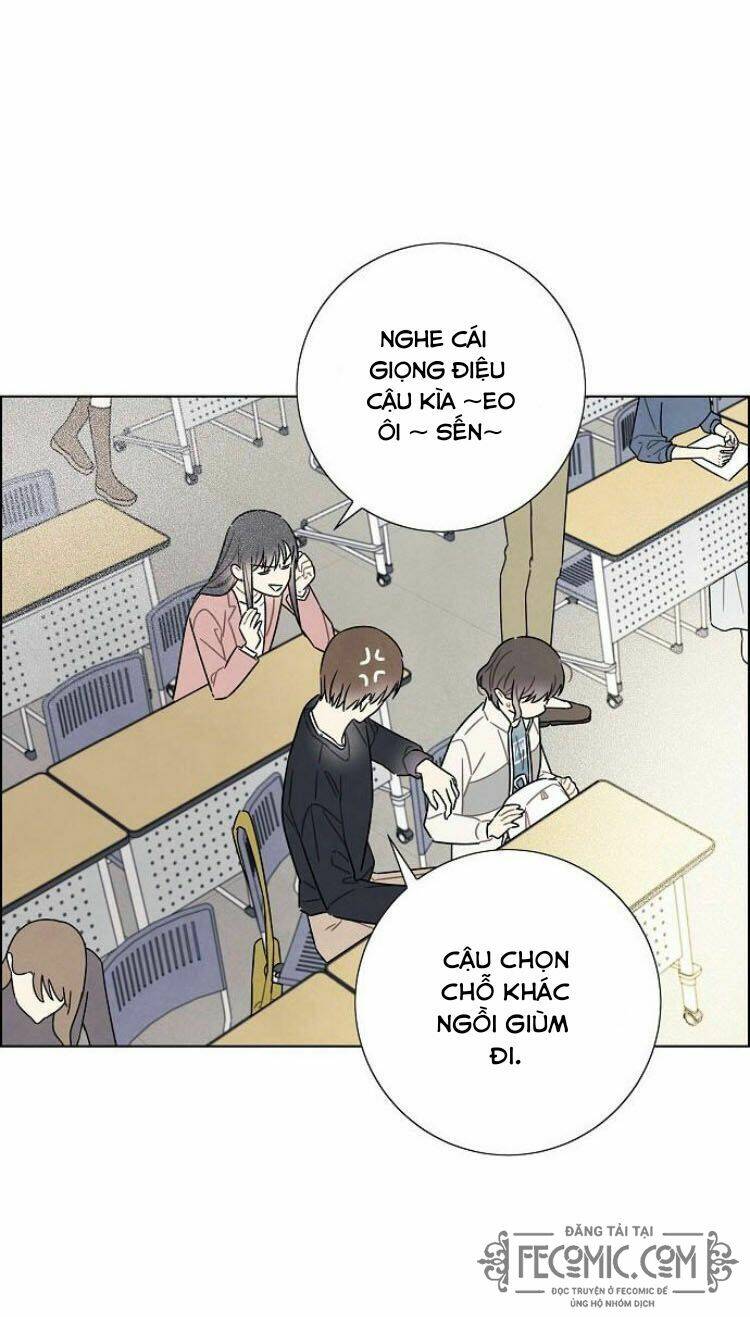 NGHE CÁI
GIỌNG ĐIỆU
CẬU KÌA ~EO
ÔI ~ SẾN~
CẬU CHỌN
CHỖ KHÁC
NGỒI GIÙM
ĐI.
ĐĂNG TẢI TẠI
FECOMIC.COM
ĐỌC TRUYỆN Ở FECOMIC ĐỂ
ỦNG HỘ NHÓM DỊCH